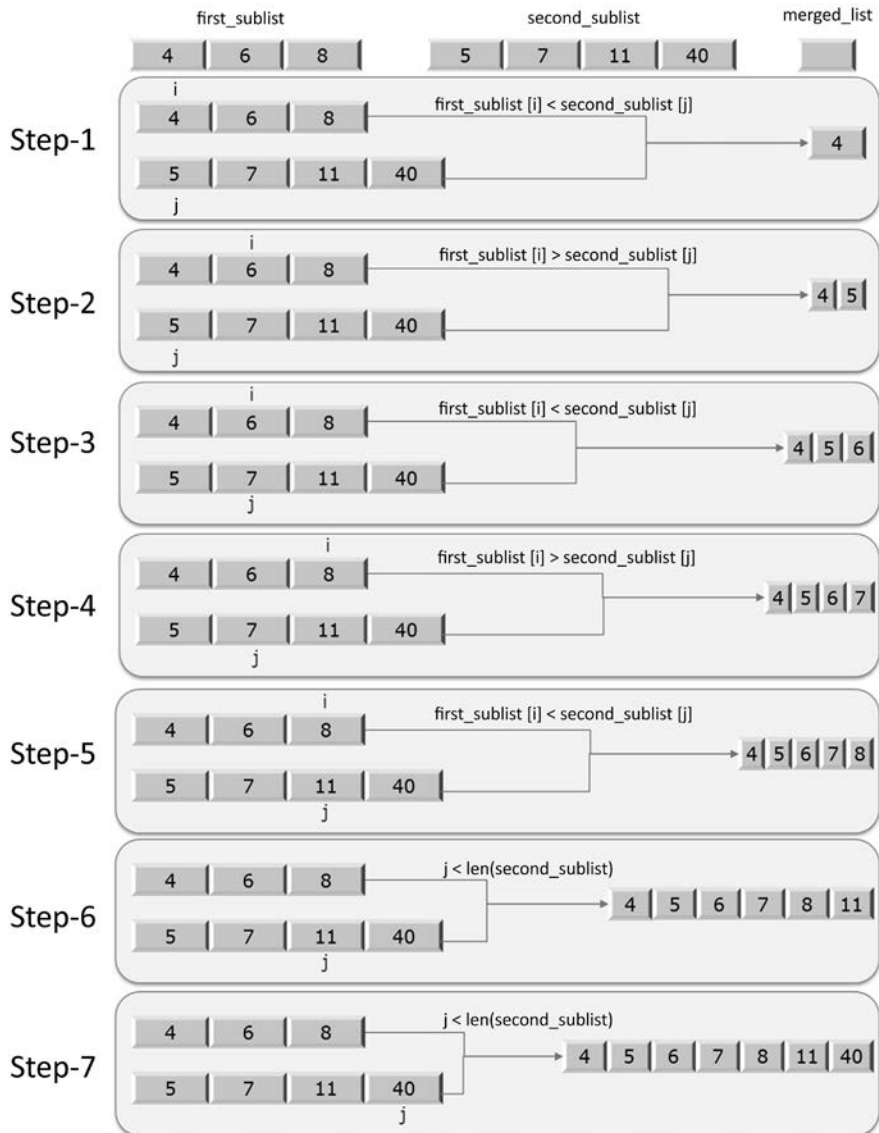 first_sublist second_sublist merged_list
4 6 8 5 7 11 40
Step-1
i
4 6 8
first_sublist [i] < second_sublist [j]
4
5 7 11 40
j
Step-2
i
4 6 8
first_sublist [i] > second_sublist [j]
4 5
5 7 11 40
j
Step-3
i
4 6 8
first_sublist [i] < second_sublist [j]
4 5 6
5 7 11 40
j
Step-4
i
4 6 8
first_sublist [i] > second_sublist [j]
4 5 6 7
5 7 11 40
j
Step-5
i
4 6 8
first_sublist [i] < second_sublist [j]
4 5 6 7 8
5 7 11 40
j
Step-6
4 6 8
j < len(second_sublist)
4 5 6 7 8 11
5 7 11 40
j
Step-7
4 6 8
j < len(second_sublist)
4 5 6 7 8 11 40
5 7 11 40
j